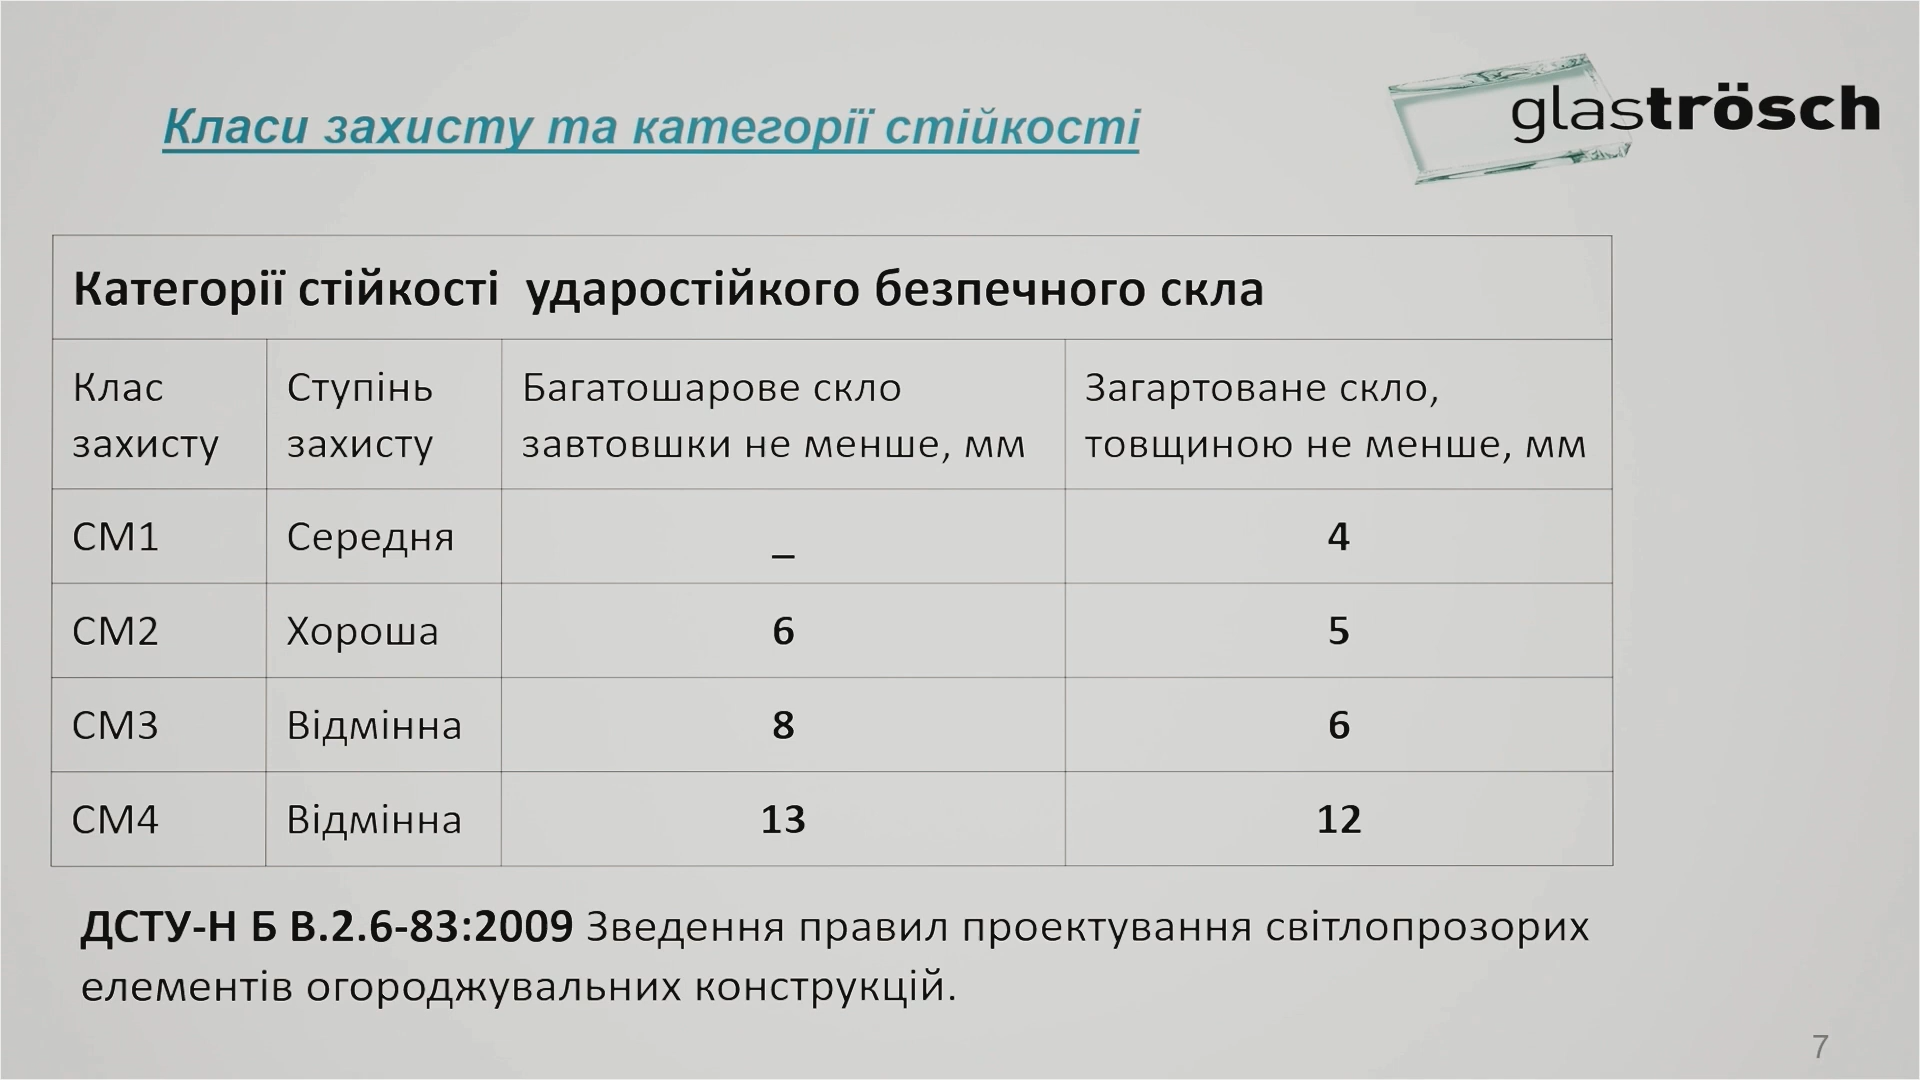 Класи захисту та категорії стійкості
glaströsch
Категорії стійкості ударостійкого безпечного скла
Клас захисту
Ступінь захисту
Багатошарове скло завтовшки не менше, мм
Загартоване скло, товщиною не менше, мм
СМ1 Середня _ 4
СМ2 Хороша 6 5
СМ3 Відмінна 8 6
СМ4 Відмінна 13 12
ДСТУ-Н Б В.2.6-83:2009 Зведення правил проектування світлопрозорих
елементів огороджувальних конструкцій.
7